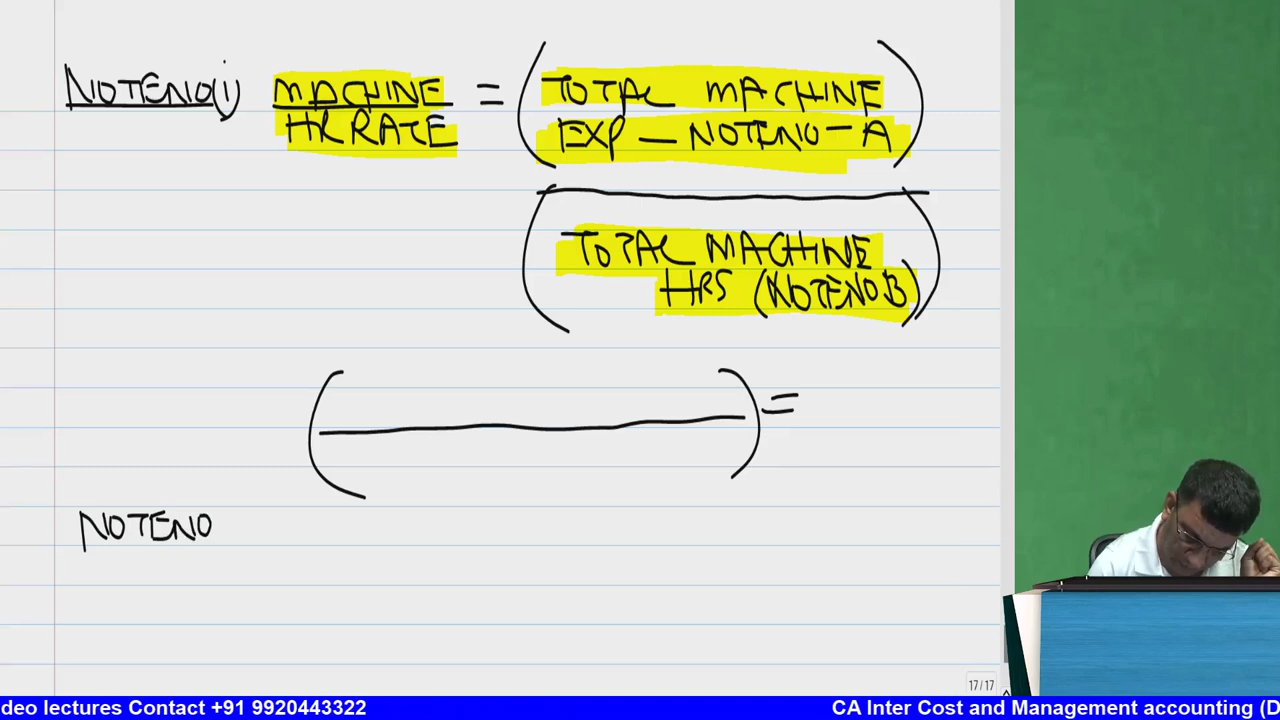 NOTENO(i) MACHINE = (TOTAL MACHINE
HR RATE EXP — NOTENO - A)
(TOTAL MACHINE
HRS (NOTENO B))
( ) =
NOTENO
17/17
deo lectures Contact +91 9920443322 CA Inter Cost and Management accounting (D